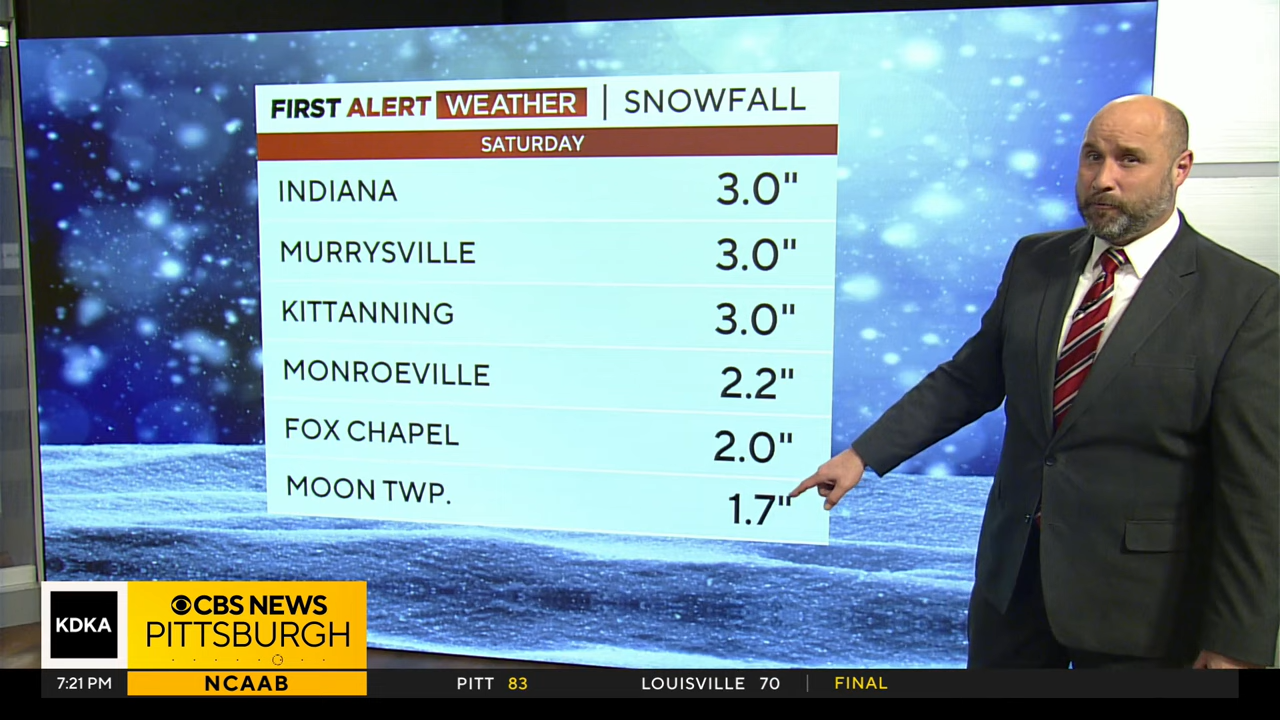 FIRST ALERT WEATHER | SNOWFALL
SATURDAY
INDIANA 3.0"
MURRYSVILLE 3.0"
KITTANNING 3.0"
MONROEVILLE 2.2"
FOX CHAPEL 2.0"
MOON TWP. 1.7"
KDKA
CBS NEWS
PITTSBURGH
7:21 PM NCAAB PITT 83 LOUISVILLE 70 | FINAL